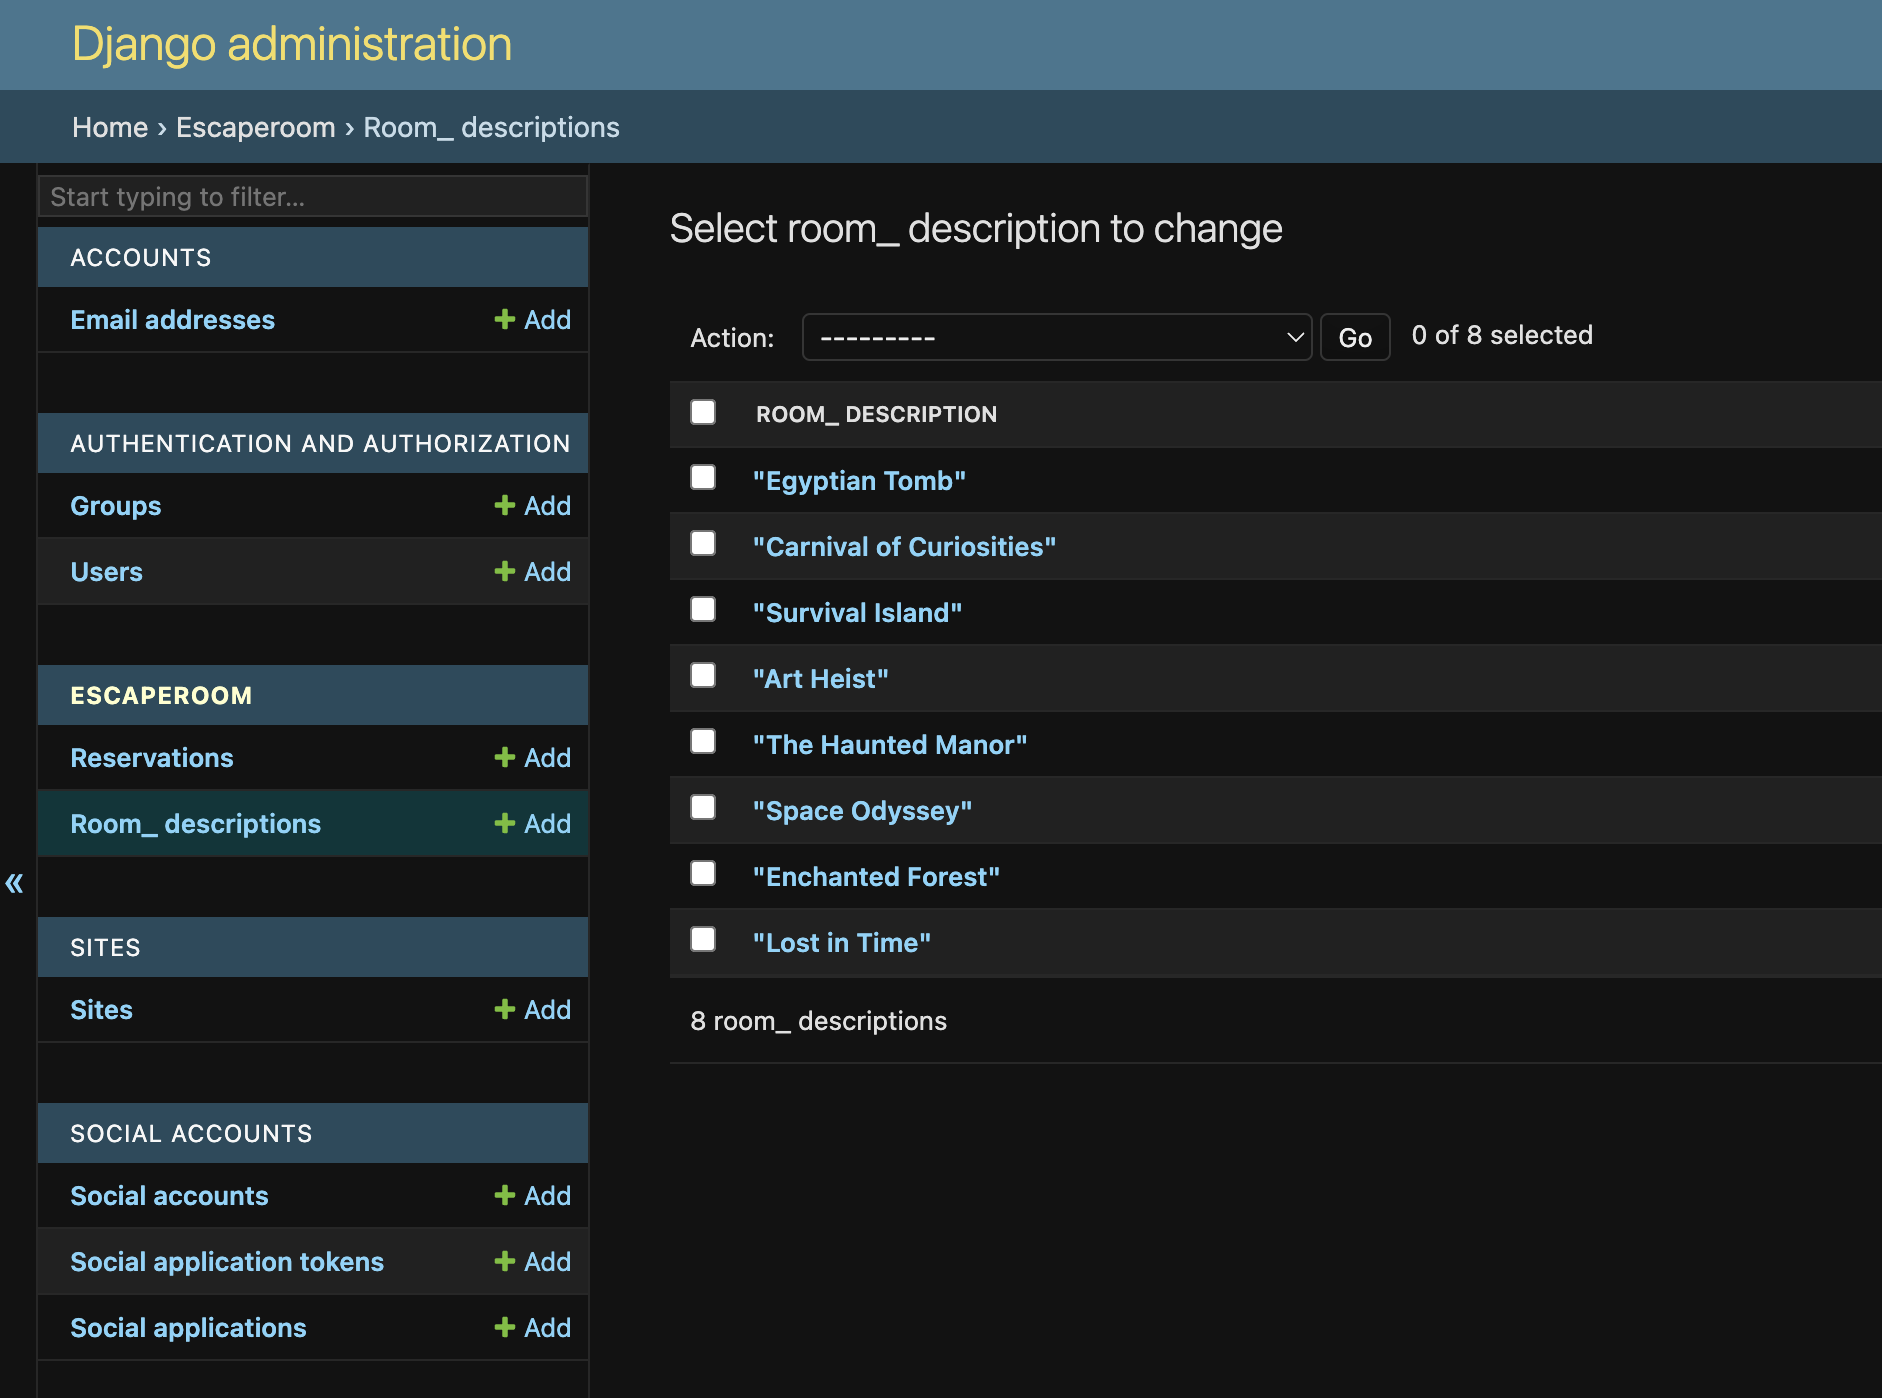 Django administration
Home › Escaperoom › Room_ descriptions
Start typing to filter...
ACCOUNTS
Email addresses + Add
AUTHENTICATION AND AUTHORIZATION
Groups + Add
Users + Add
ESCAPEROOM
Reservations + Add
Room_ descriptions + Add
«
SITES
Sites + Add
SOCIAL ACCOUNTS
Social accounts + Add
Social application tokens + Add
Social applications + Add
Select room_ description to change
Action: --------- Go 0 of 8 selected
ROOM_ DESCRIPTION
"Egyptian Tomb"
"Carnival of Curiosities"
"Survival Island"
"Art Heist"
"The Haunted Manor"
"Space Odyssey"
"Enchanted Forest"
"Lost in Time"
8 room_ descriptions